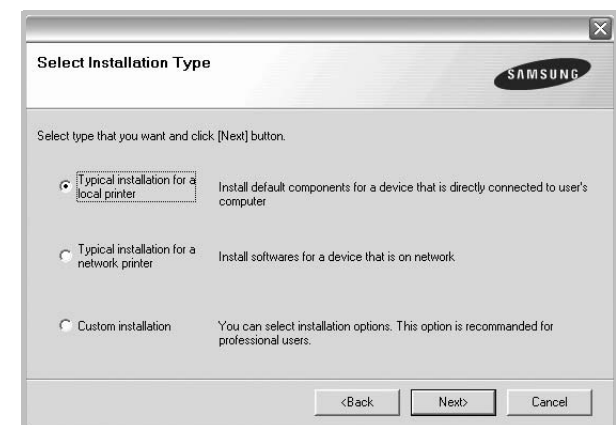 Select Installation Type
SAMSUNG
Select type that you want and click [Next] button.
Typical installation for a
local printer
Install default components for a device that is directly connected to user's
computer
Typical installation for a
network printer
Install softwares for a device that is on network
Custom installation
You can select installation options. This option is recommanded for
professional users.
<Back
Next>
Cancel